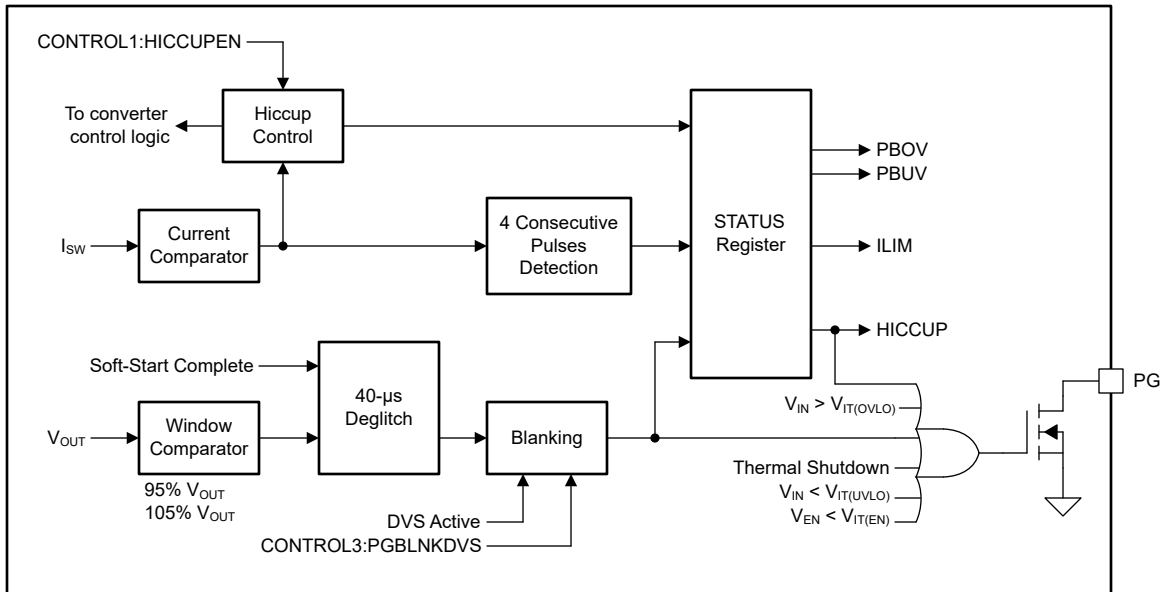 CONTROL1:HICCUPEN
To converter
control logic
Hiccup
Control
PBOV
PBUV
STATUS
Register
I_SW
Current
Comparator
4 Consecutive
Pulses
Detection
ILIM
HICCUP
Soft-Start Complete
40-µs
Deglitch
PG
V_IN > V_IT(OVLO)
V_OUT
Window
Comparator
Blanking
95% V_OUT
105% V_OUT
Thermal Shutdown
V_IN < V_IT(UVLO)
V_EN < V_IT(EN)
DVS Active
CONTROL3:PGBLNKDVS